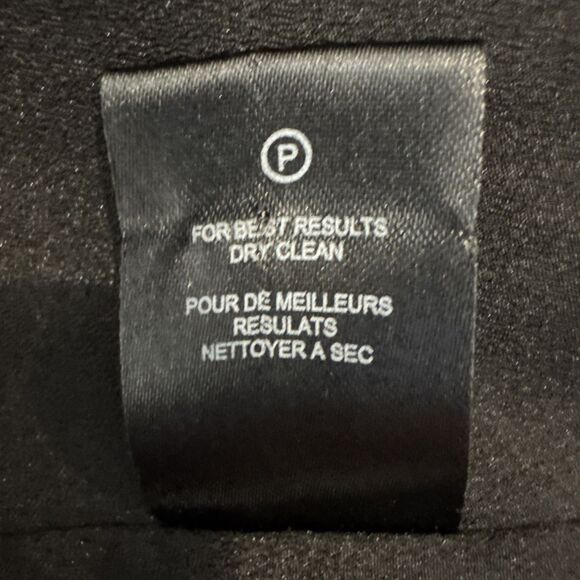 P
FOR BEST RESULTS
DRY CLEAN
POUR DE MEILLEURS
RESULATS
NETTOYER A SEC